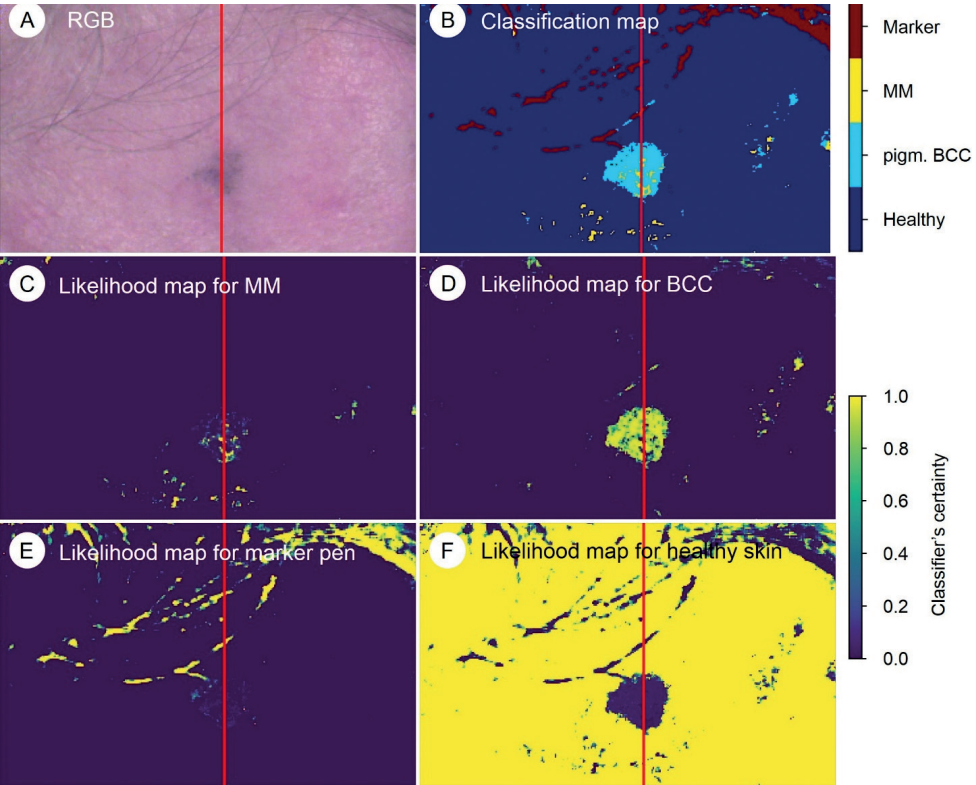 A RGB
B Classification map
Marker
MM
pigm. BCC
Healthy
C Likelihood map for MM
D Likelihood map for BCC
E Likelihood map for marker pen
F Likelihood map for healthy skin
1.0
0.8
0.6
0.4
0.2
0.0
Classifier's certainty